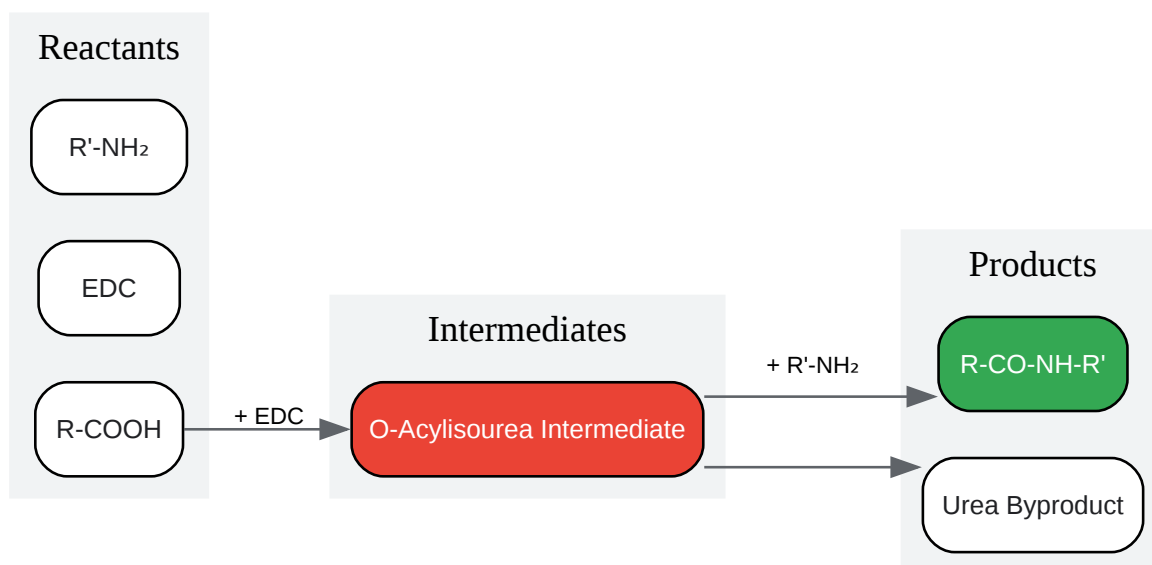 Reactants
R'-NH₂
EDC
R-COOH
+ EDC
Intermediates
O-Acylisourea Intermediate
+ R'-NH₂
Products
R-CO-NH-R'
Urea Byproduct